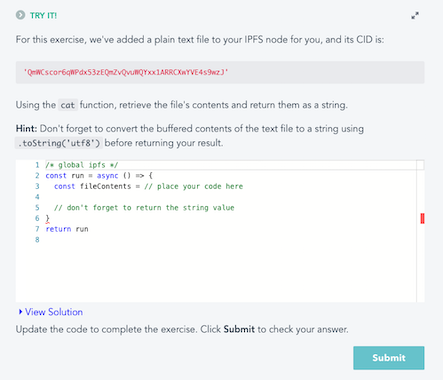 TRY IT!
For this exercise, we've added a plain text file to your IPFS node for you, and its CID is:
'QmWCscor6qWPdx53zEQmZvQvuWQYxx1ARRCXwYVE4s9wzJ'
Using the cat function, retrieve the file's contents and return them as a string.
Hint: Don't forget to convert the buffered contents of the text file to a string using
.toString('utf8') before returning your result.
1 /* global ipfs */
2 const run = async () => {
3 const fileContents = // place your code here
4
5 // don't forget to return the string value
6 }
7 return run
8
View Solution
Update the code to complete the exercise. Click Submit to check your answer.
Submit